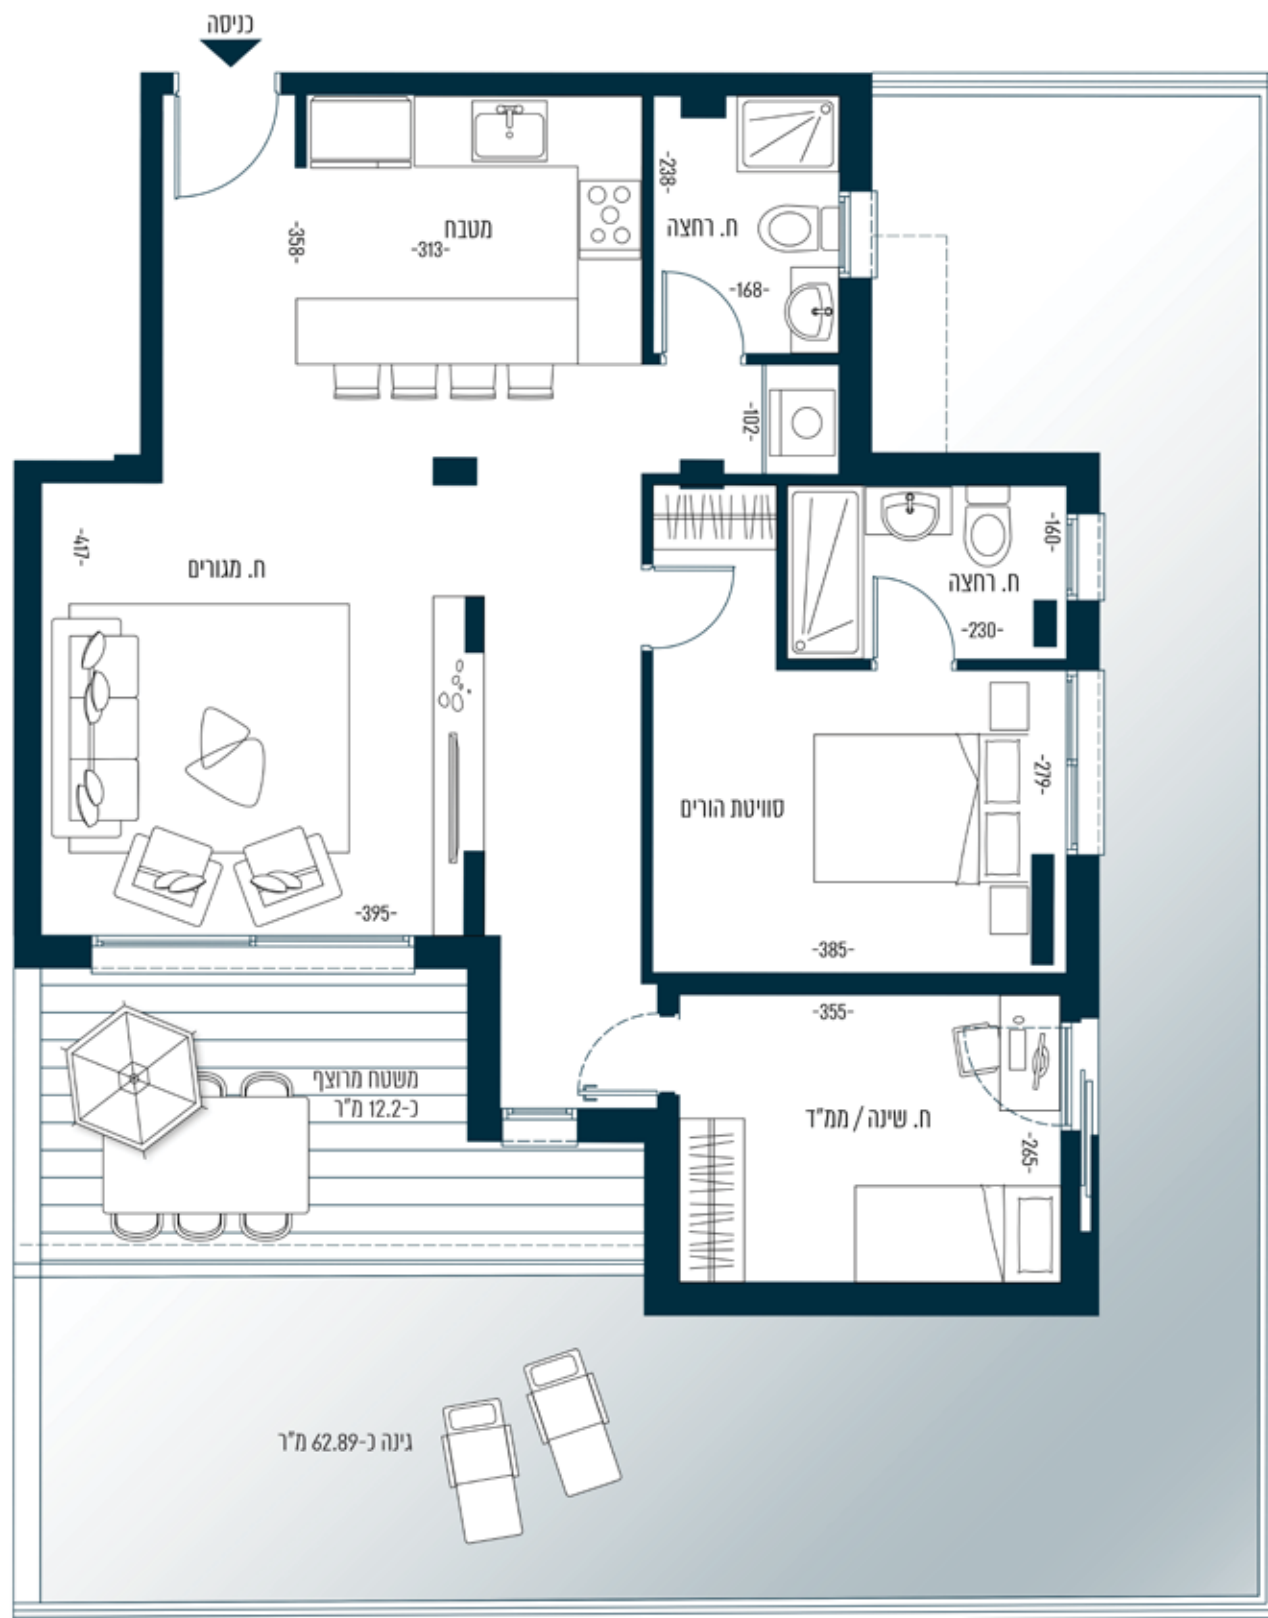 כניסה
מטבח
-313-
-358-
-238-
ח. רחצה
-168-
-102-
-417-
ח. מגורים
-395-
-160-
ח. רחצה
-230-
-279-
סוויטת הורים
-385-
-355-
ח. שינה / ממ"ד
-265-
משטח מרוצף
כ-12.2 מ"ר
גינה כ-62.89 מ"ר